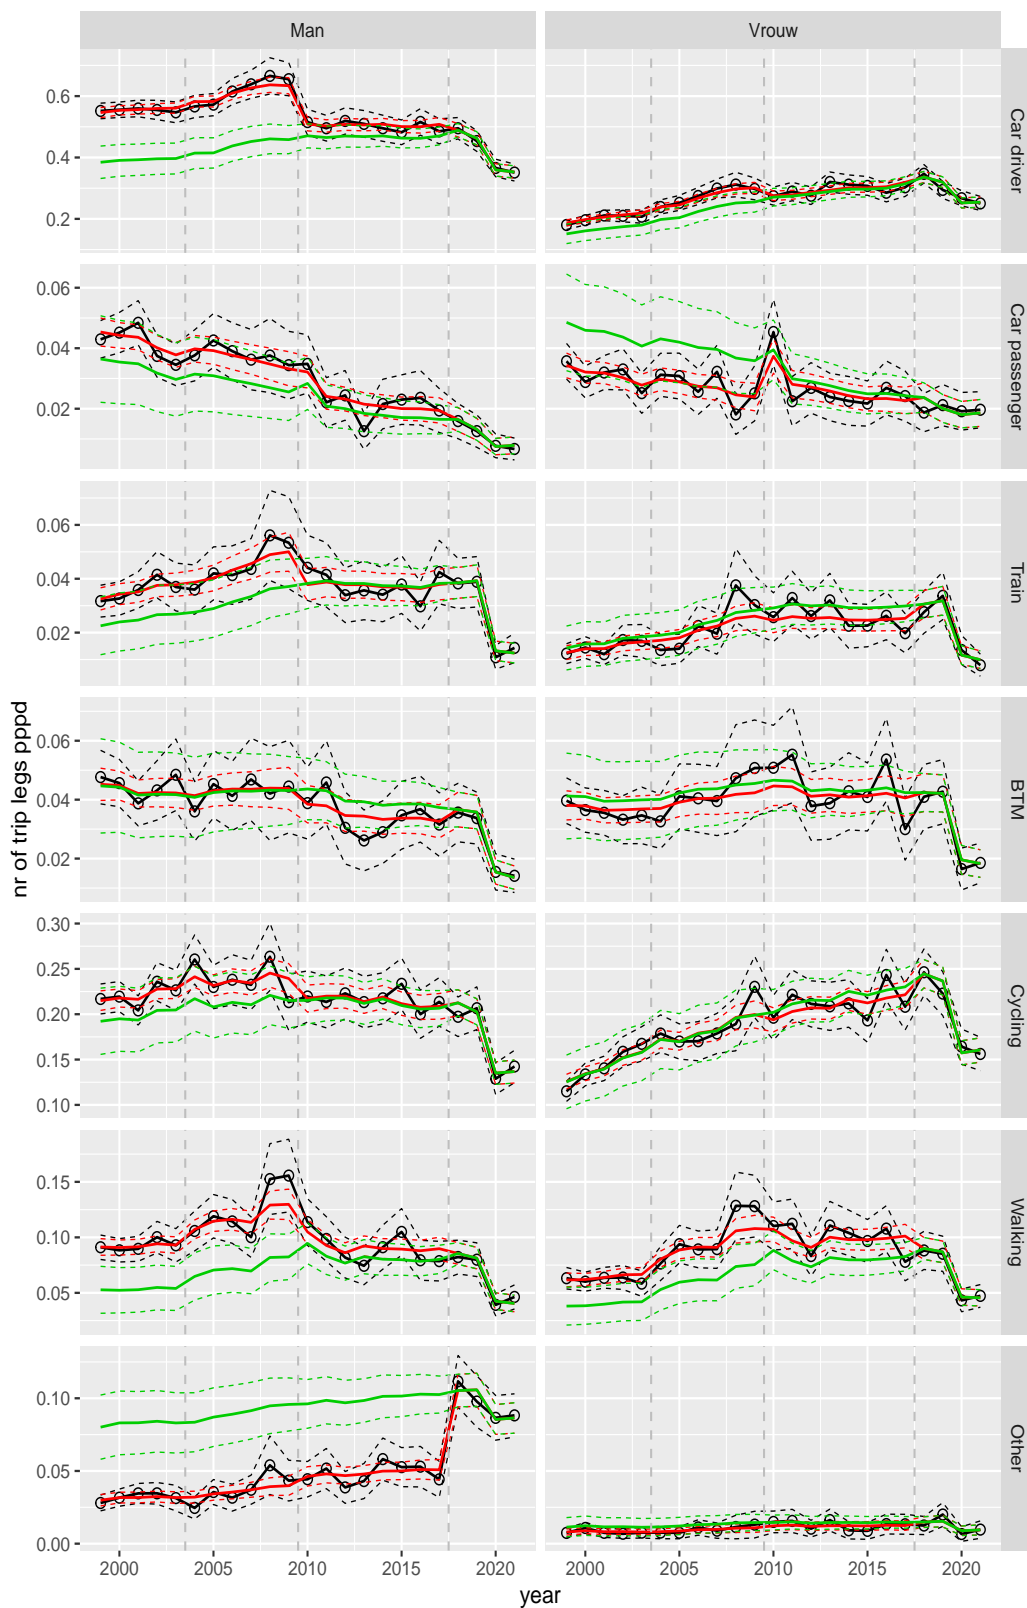 Man Vrouw
0.6
0.4
0.2
Car driver
0.06
0.04
0.02
Car passenger
0.06
0.04
0.02
Train
0.06
0.04
0.02
BTM
0.30
0.25
0.20
0.15
0.10
Cycling
0.15
0.10
0.05
Walking
0.10
0.05
0.00
Other
2000 2005 2010 2015 2020 2000 2005 2010 2015 2020
year
nr of trip legs pppd